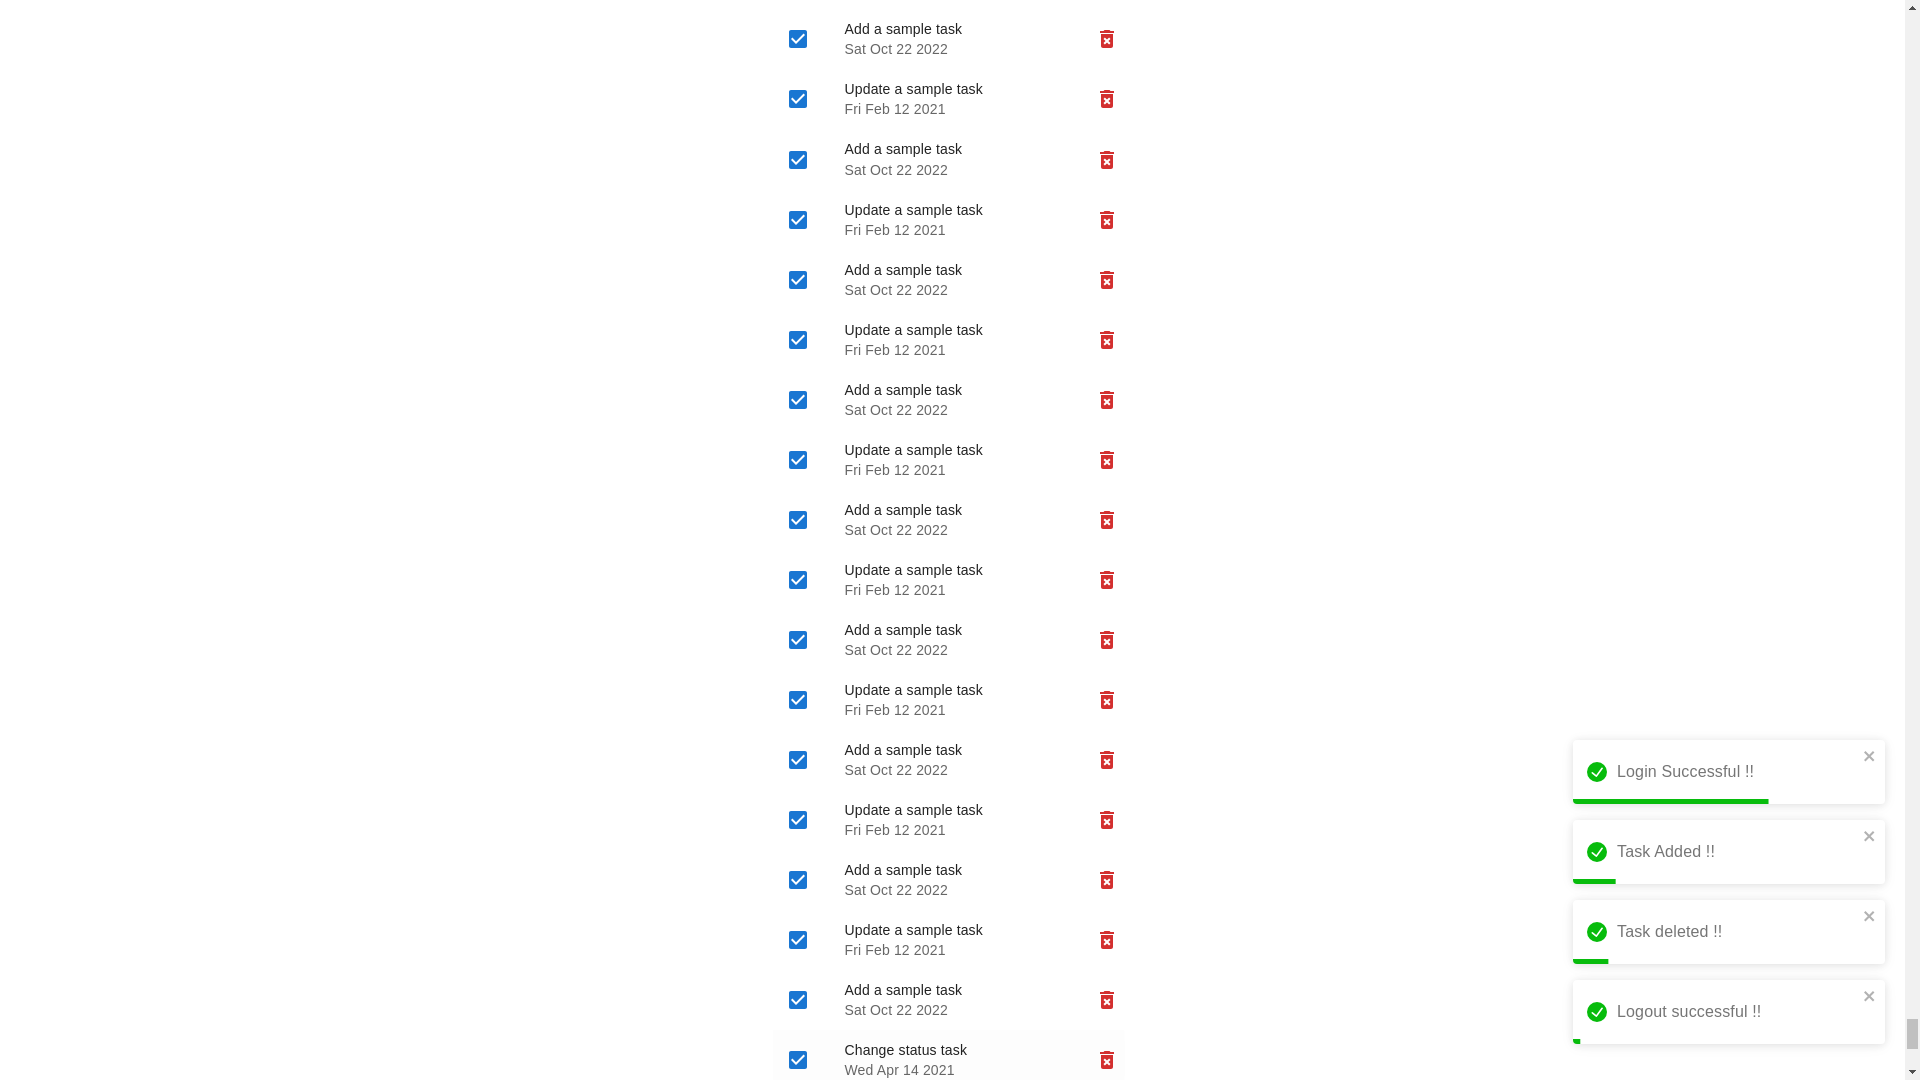 Add a sample task
Sat Oct 22 2022
Update a sample task
Fri Feb 12 2021
Add a sample task
Sat Oct 22 2022
Update a sample task
Fri Feb 12 2021
Add a sample task
Sat Oct 22 2022
Update a sample task
Fri Feb 12 2021
Add a sample task
Sat Oct 22 2022
Update a sample task
Fri Feb 12 2021
Add a sample task
Sat Oct 22 2022
Update a sample task
Fri Feb 12 2021
Add a sample task
Sat Oct 22 2022
Update a sample task
Fri Feb 12 2021
Add a sample task
Sat Oct 22 2022
Update a sample task
Fri Feb 12 2021
Add a sample task
Sat Oct 22 2022
Update a sample task
Fri Feb 12 2021
Add a sample task
Sat Oct 22 2022
Change status task
Wed Apr 14 2021
Login Successful !!
Task Added !!
Task deleted !!
Logout successful !!